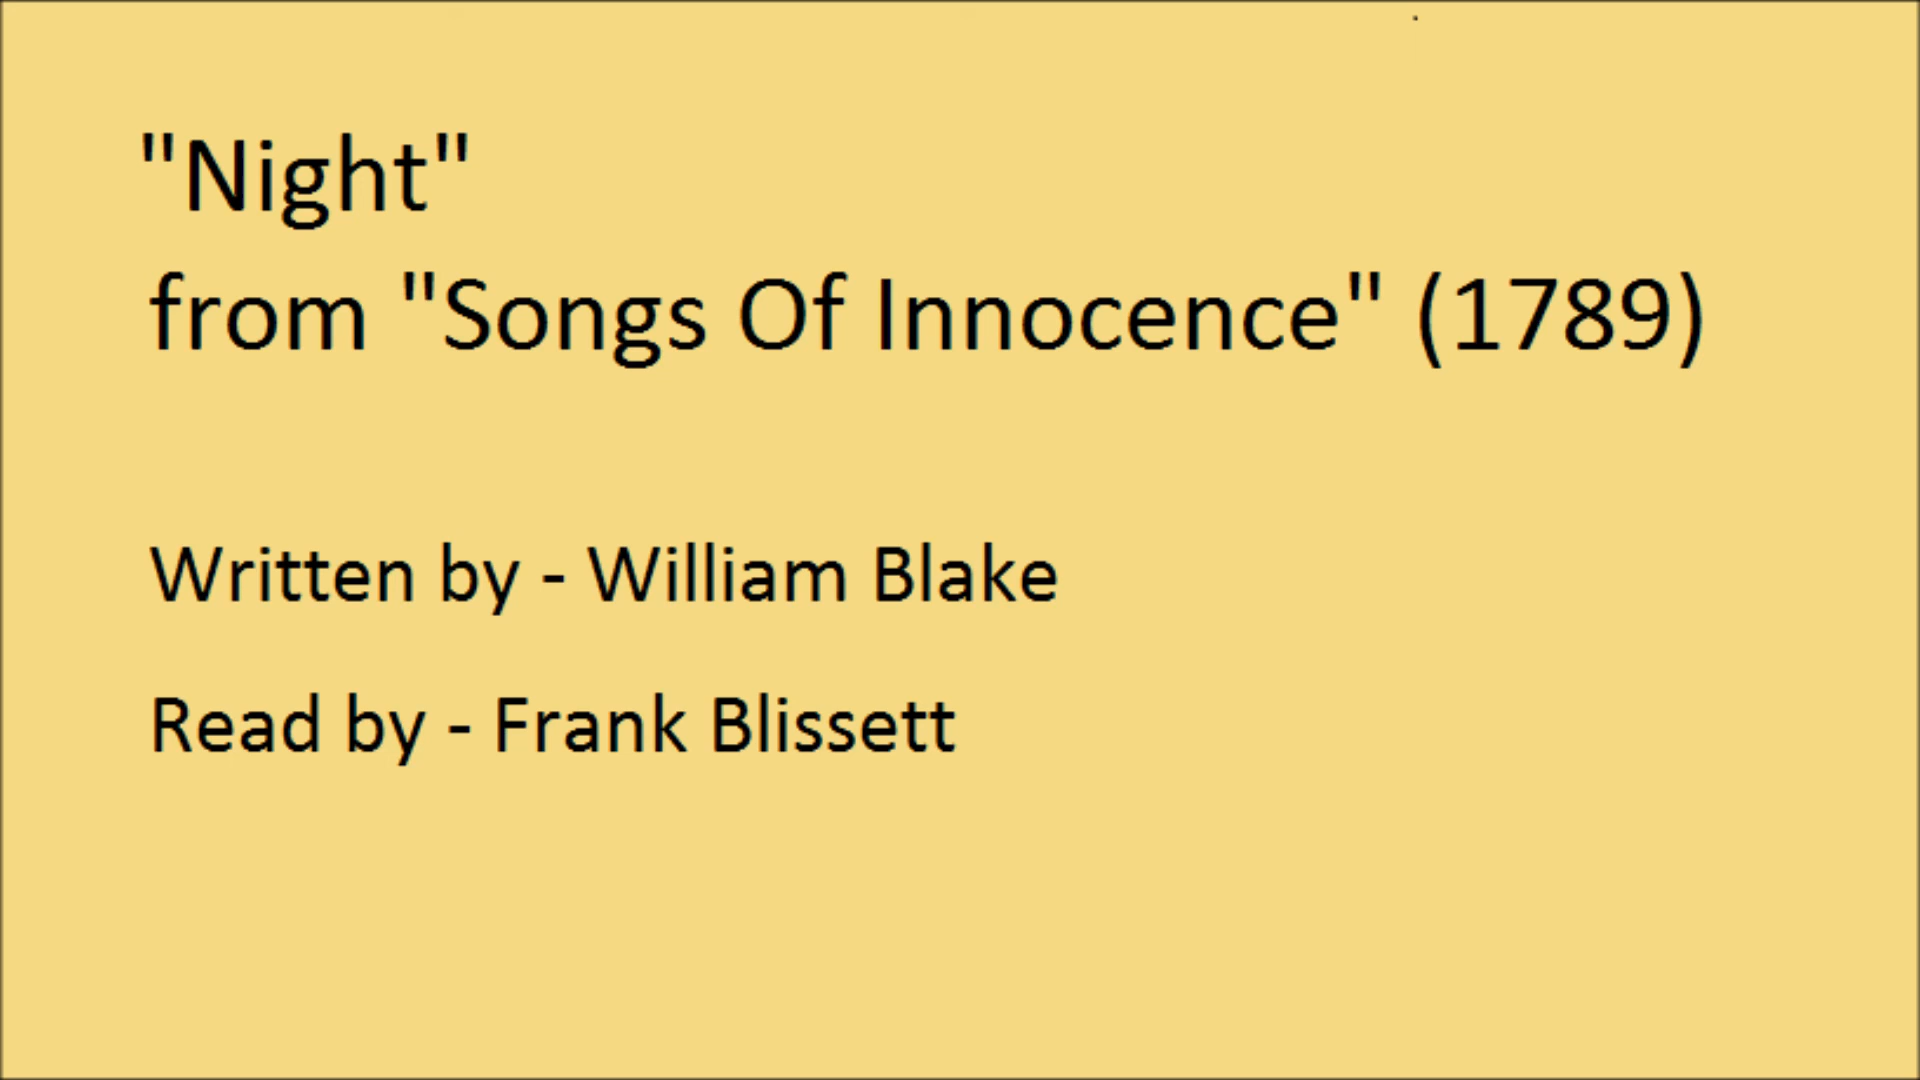 "Night"
from "Songs Of Innocence" (1789)
Written by - William Blake
Read by - Frank Blissett